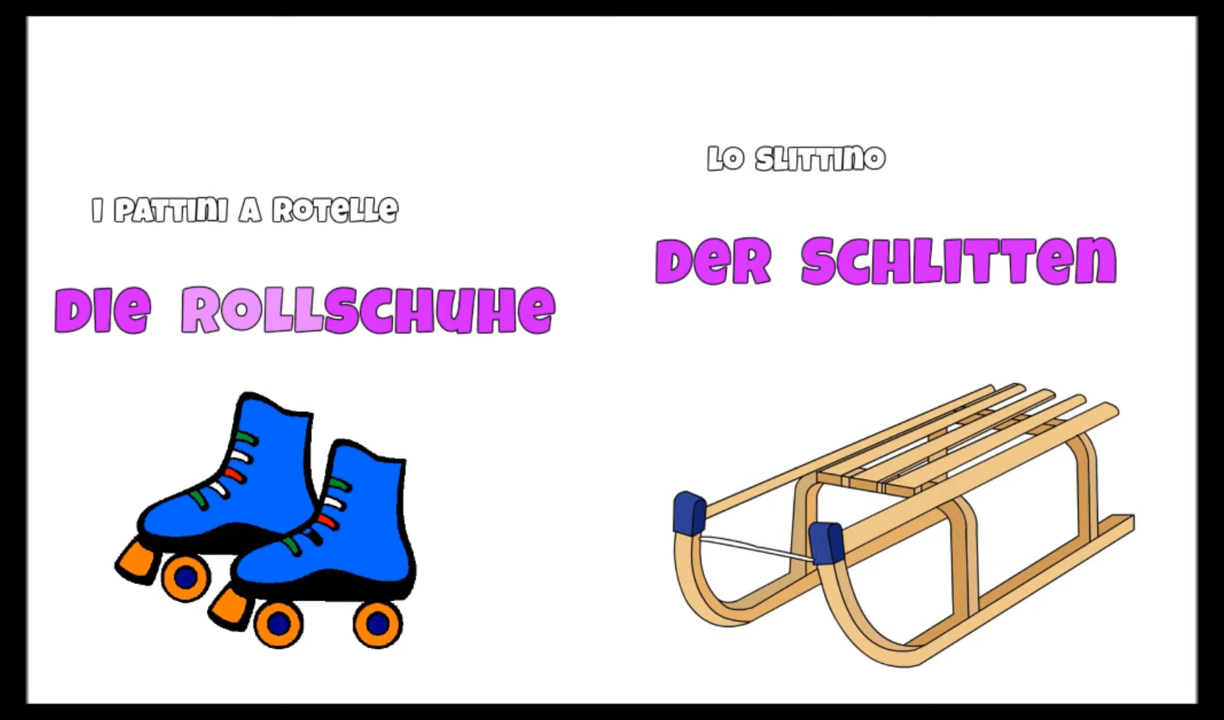 I PATTINI A ROTELLE
DIE ROLLSCHUHE
LO SLITTINO
DER SCHLITTEN